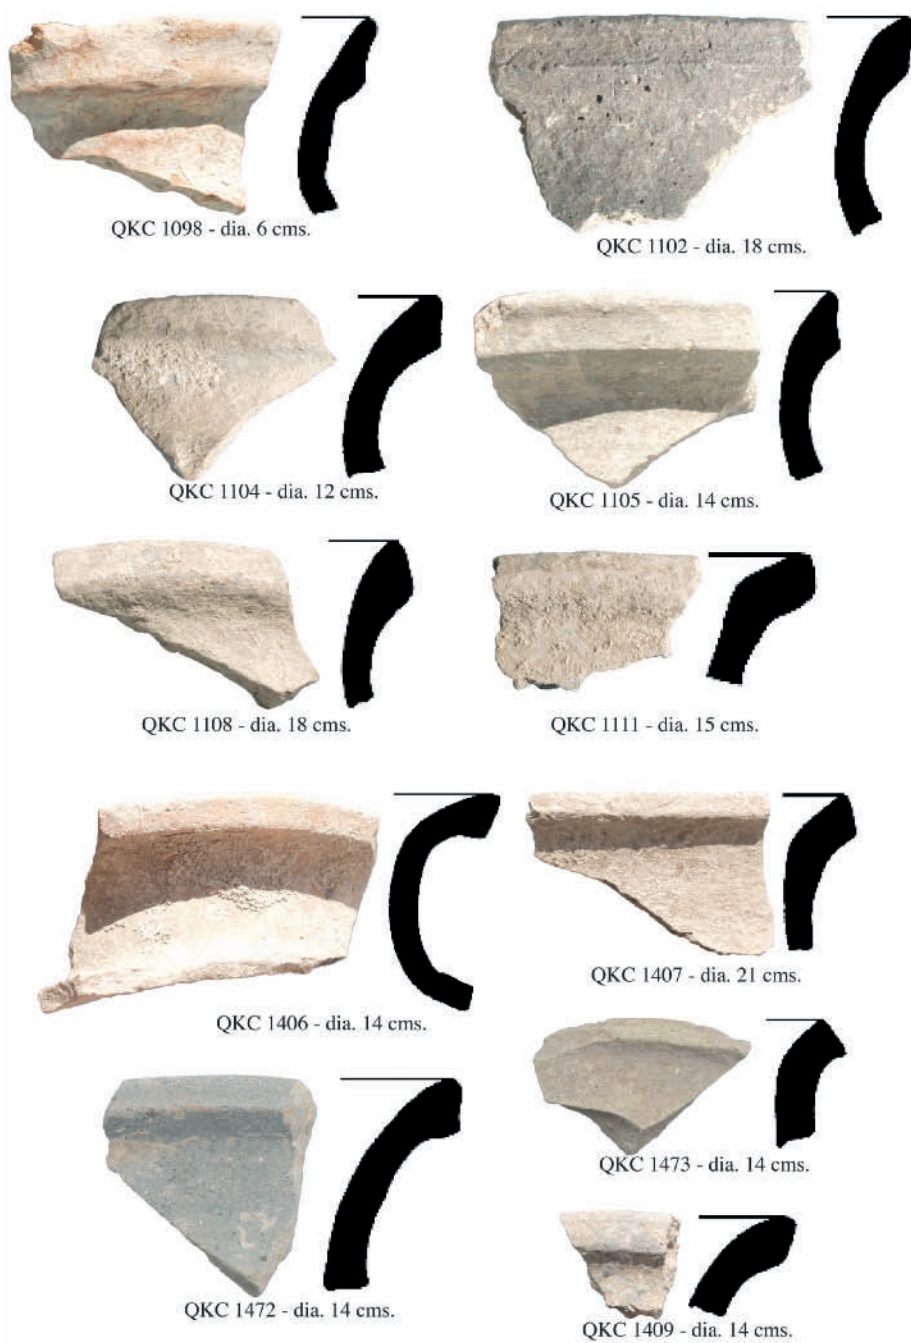 QKC 1098 - dia. 6 cms.
QKC 1102 - dia. 18 cms.
QKC 1104 - dia. 12 cms.
QKC 1105 - dia. 14 cms.
QKC 1108 - dia. 18 cms.
QKC 1111 - dia. 15 cms.
QKC 1406 - dia. 14 cms.
QKC 1407 - dia. 21 cms.
QKC 1473 - dia. 14 cms.
QKC 1472 - dia. 14 cms.
QKC 1409 - dia. 14 cms.